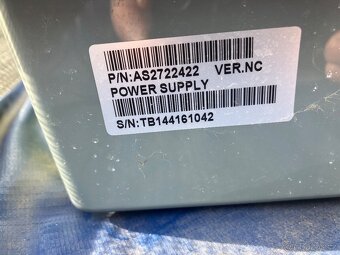 P/N:AS2722422 VER.NC
POWER SUPPLY
S/N:TB144161042